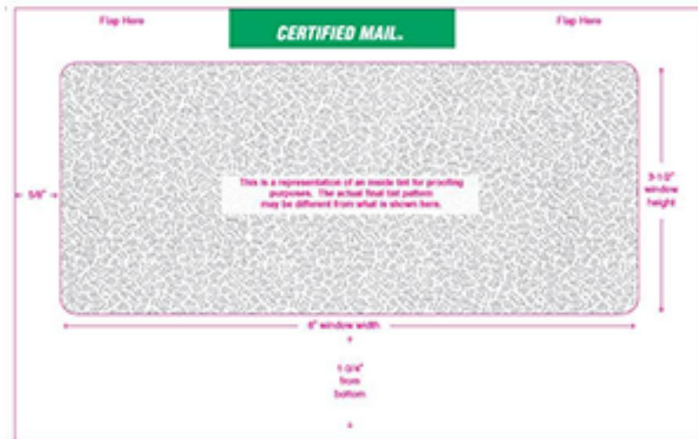 Flap Here
CERTIFIED MAIL.
Flap Here
This is a representation of an inside tint for proofing
purposes. The actual final tint pattern
may be different from what is shown here.
5/8"
3-1/2"
window
height
8" window width
1 3/4"
from
bottom